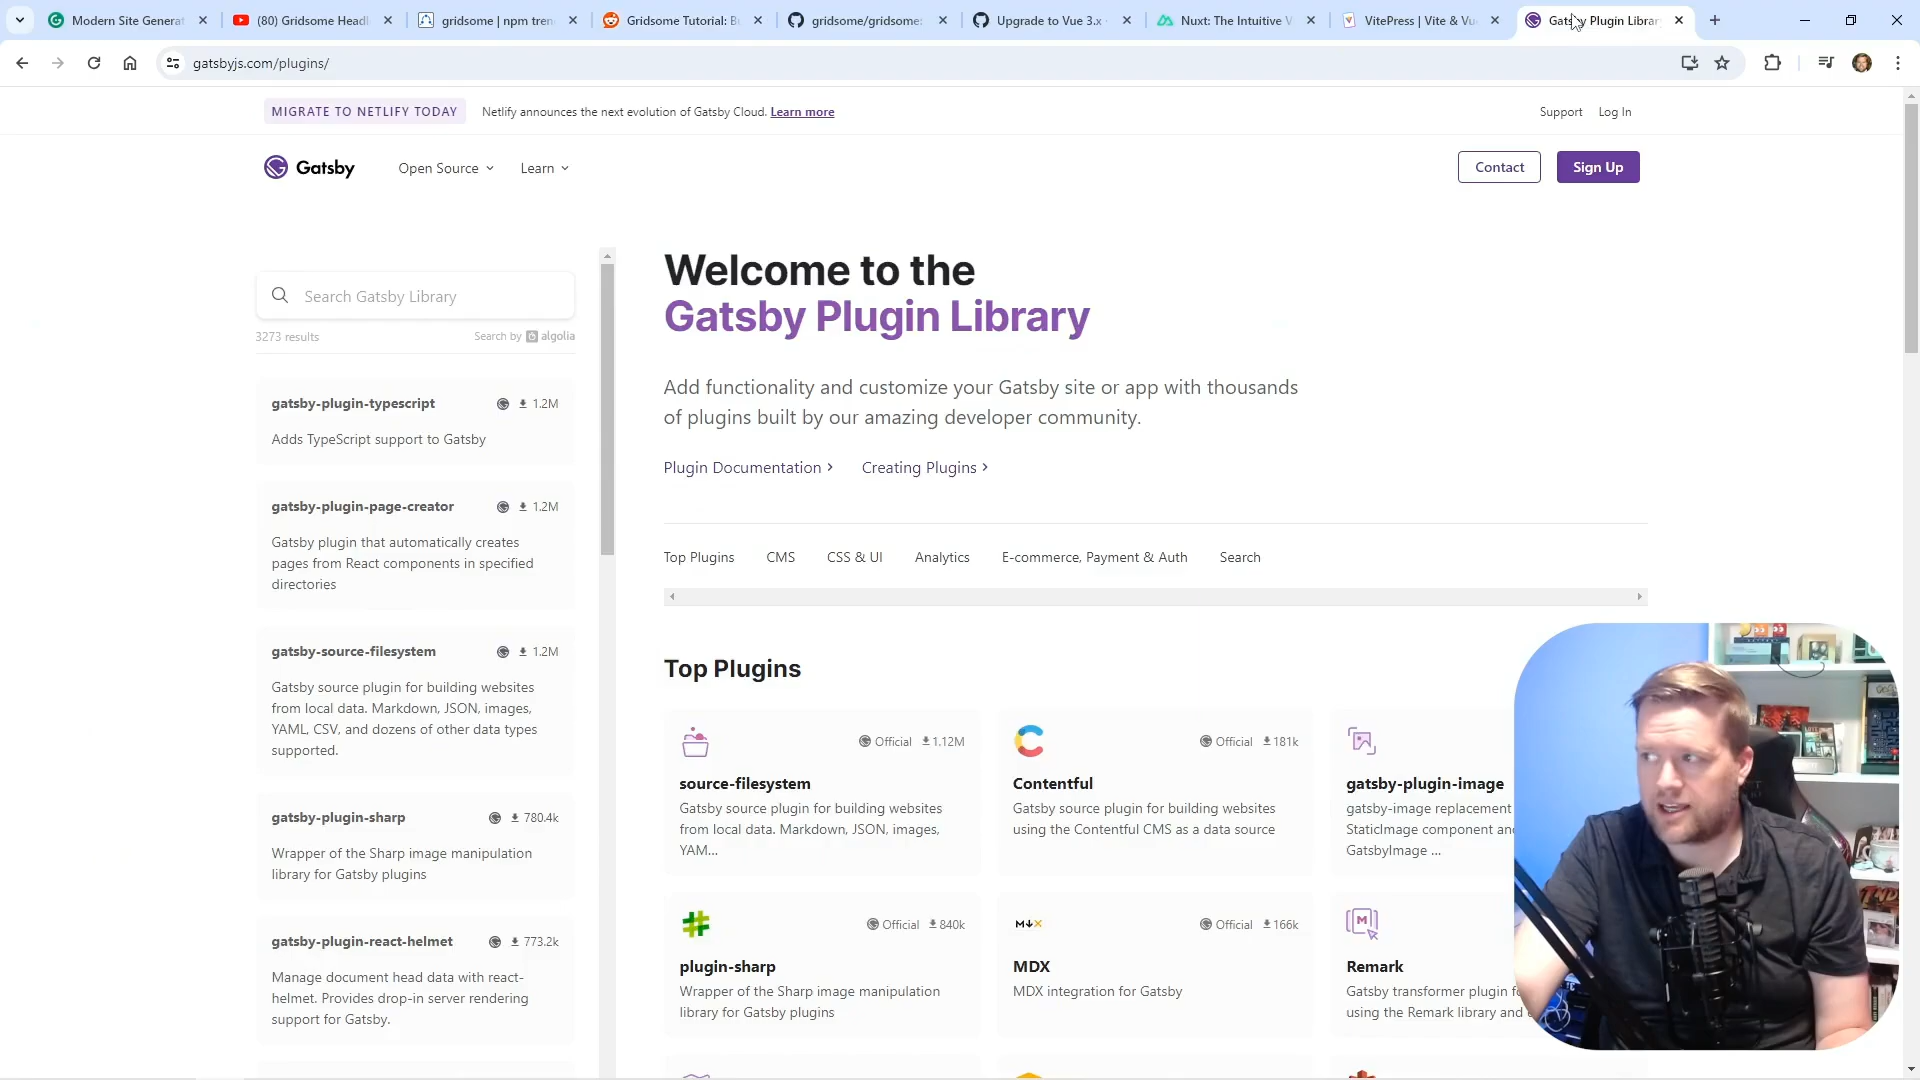 Modern Site Generat
(80) Gridsome Headl
gridsome | npm tren
Gridsome Tutorial: B
gridsome/gridsome:
Upgrade to Vue 3.x
Nuxt: The Intuitive V
VitePress | Vite & Vu
Gatsby Plugin Librar
gatsbyjs.com/plugins/
MIGRATE TO NETLIFY TODAY
Netlify announces the next evolution of Gatsby Cloud. Learn more
Support
Log In
Gatsby
Open Source
Learn
Contact
Sign Up
Search Gatsby Library
3273 results
Search by algolia
gatsby-plugin-typescript 1.2M
Adds TypeScript support to Gatsby
gatsby-plugin-page-creator 1.2M
Gatsby plugin that automatically creates
pages from React components in specified
directories
gatsby-source-filesystem 1.2M
Gatsby source plugin for building websites
from local data. Markdown, JSON, images,
YAML, CSV, and dozens of other data types
supported.
gatsby-plugin-sharp 780.4k
Wrapper of the Sharp image manipulation
library for Gatsby plugins
gatsby-plugin-react-helmet 773.2k
Manage document head data with react-
helmet. Provides drop-in server rendering
support for Gatsby.
Welcome to the
Gatsby Plugin Library
Add functionality and customize your Gatsby site or app with thousands
of plugins built by our amazing developer community.
Plugin Documentation
Creating Plugins
Top Plugins
CMS
CSS & UI
Analytics
E-commerce, Payment & Auth
Search
Top Plugins
Official 1.12M
source-filesystem
Gatsby source plugin for building websites
from local data. Markdown, JSON, images,
YAM...
Official 181k
Contentful
Gatsby source plugin for building websites
using the Contentful CMS as a data source
gatsby-plugin-image
gatsby-image replacement
StaticImage component an
GatsbyImage ...
Official 840k
plugin-sharp
Wrapper of the Sharp image manipulation
library for Gatsby plugins
Official 166k
MDX
MDX integration for Gatsby
Remark
Gatsby transformer plugin f
using the Remark library and